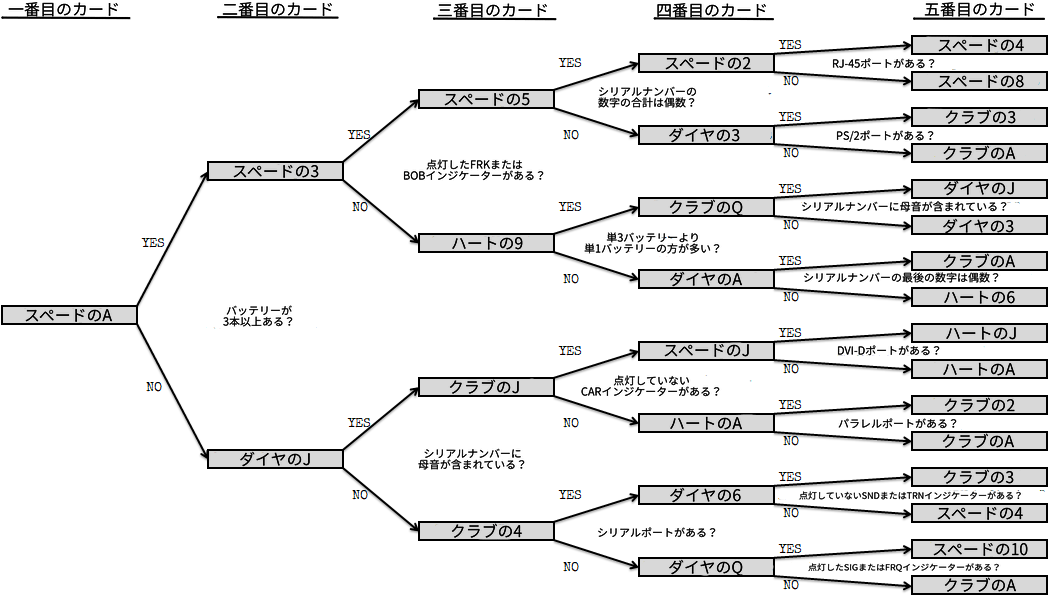 一番目のカード
二番目のカード
三番目のカード
四番目のカード
五番目のカード
スペードのA
YES
NO
バッテリーが
3本以上ある？
スペードの3
YES
NO
点灯したFRKまたは
BOBインジケーターがある？
ダイヤのJ
YES
NO
シリアルナンバーに
母音が含まれている？
スペードの5
YES
NO
シリアルナンバーの
数字の合計は偶数？
ハートの9
YES
NO
単3バッテリーより
単1バッテリーの方が多い？
クラブのJ
YES
NO
点灯していない
CARインジケーターがある？
クラブの4
YES
NO
シリアルポートがある？
スペードの2
YES
NO
RJ-45ポートがある？
ダイヤの3
YES
NO
PS/2ポートがある？
クラブのQ
YES
NO
シリアルナンバーに母音が含まれている？
ダイヤのA
YES
NO
シリアルナンバーの最後の数字は偶数？
スペードのJ
YES
NO
DVI-Dポートがある？
ハートのA
YES
NO
パラレルポートがある？
ダイヤの6
YES
NO
点灯していないSNDまたはTRNインジケーターがある？
ダイヤのQ
YES
NO
点灯したSIGまたはFRQインジケーターがある？
スペードの4
スペードの8
クラブの3
クラブのA
ダイヤのJ
ダイヤの3
クラブのA
ハートの6
ハートのJ
ハートのA
クラブの2
クラブのA
クラブの3
スペードの4
スペードの10
クラブのA